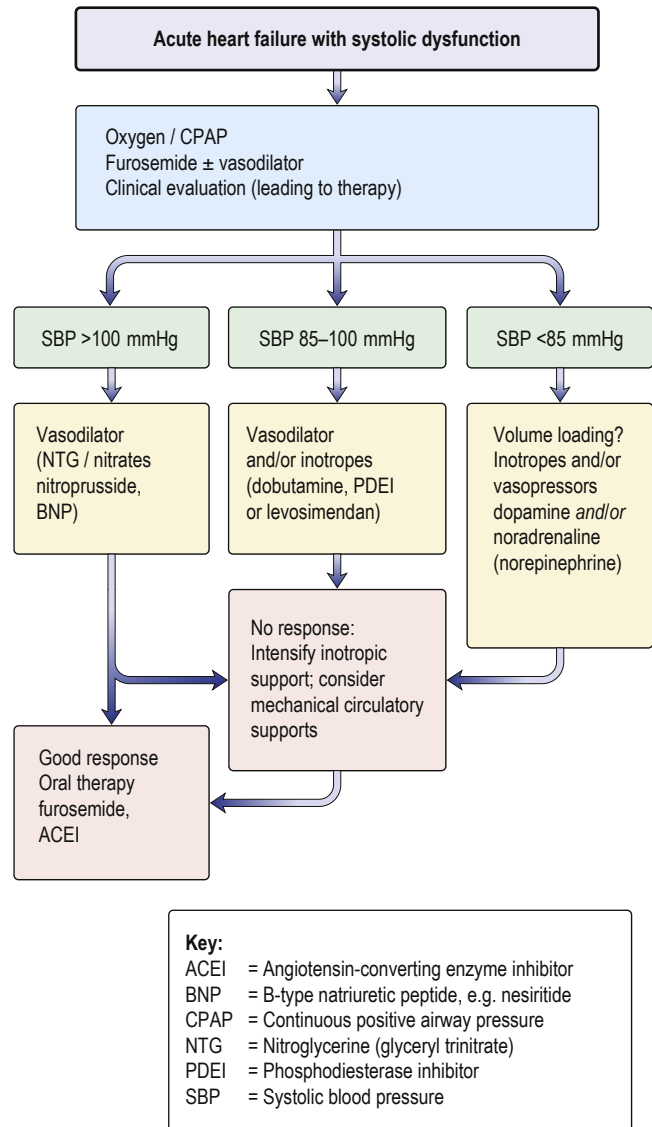 Acute heart failure with systolic dysfunction
Oxygen / CPAP
Furosemide ± vasodilator
Clinical evaluation (leading to therapy)
SBP >100 mmHg
SBP 85–100 mmHg
SBP <85 mmHg
Vasodilator
(NTG / nitrates
nitroprusside,
BNP)
Vasodilator
and/or inotropes
(dobutamine, PDEI
or levosimendan)
Volume loading?
Inotropes and/or
vasopressors
dopamine and/or
noradrenaline
(norepinephrine)
No response:
Intensify inotropic
support; consider
mechanical circulatory
supports
Good response
Oral therapy
furosemide,
ACEI
Key:
ACEI = Angiotensin-converting enzyme inhibitor
BNP = B-type natriuretic peptide, e.g. nesiritide
CPAP = Continuous positive airway pressure
NTG = Nitroglycerine (glyceryl trinitrate)
PDEI = Phosphodiesterase inhibitor
SBP = Systolic blood pressure